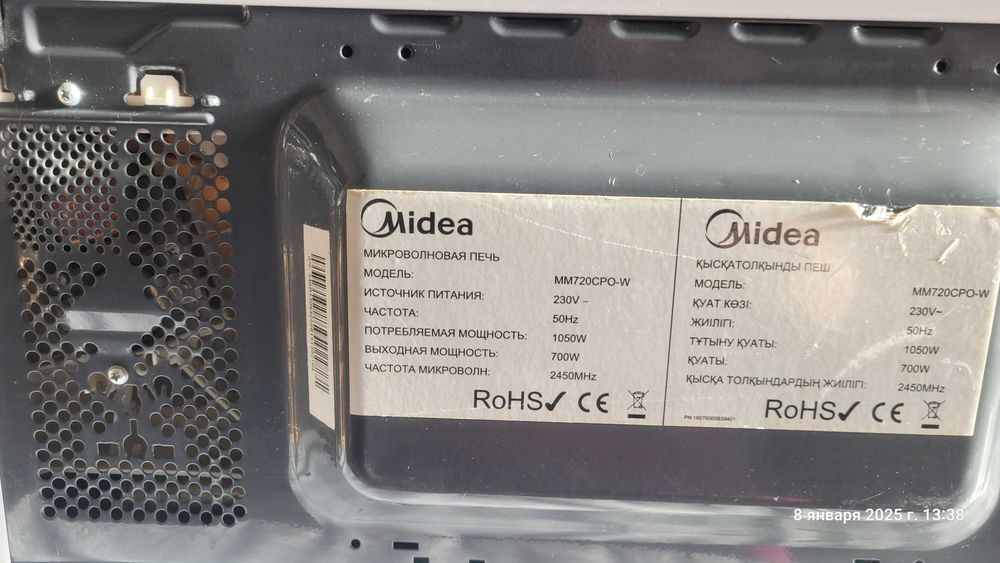 Midea
МИКРОВОЛНОВАЯ ПЕЧЬ
МОДЕЛЬ: MM720CPO-W
ИСТОЧНИК ПИТАНИЯ: 230V ~
ЧАСТОТА: 50Hz
ПОТРЕБЛЯЕМАЯ МОЩНОСТЬ: 1050W
ВЫХОДНАЯ МОЩНОСТЬ: 700W
ЧАСТОТА МИКРОВОЛН: 2450MHz
RoHS✓ CE
Midea
ҚЫСҚАТОЛҚЫНДЫ ПЕШ
МОДЕЛЬ: MM720CPO-W
ҚУАТ КӨЗІ: 230V~
ЖИІЛІГІ: 50Hz
ТҰТЫНУ ҚУАТЫ: 1050W
ҚУАТЫ: 700W
ҚЫСҚА ТОЛҚЫНДАРДЫҢ ЖИІЛІГІ: 2450MHz
RoHS✓ CE
PN:16070000B39401
8 января 2025 г. 13:38